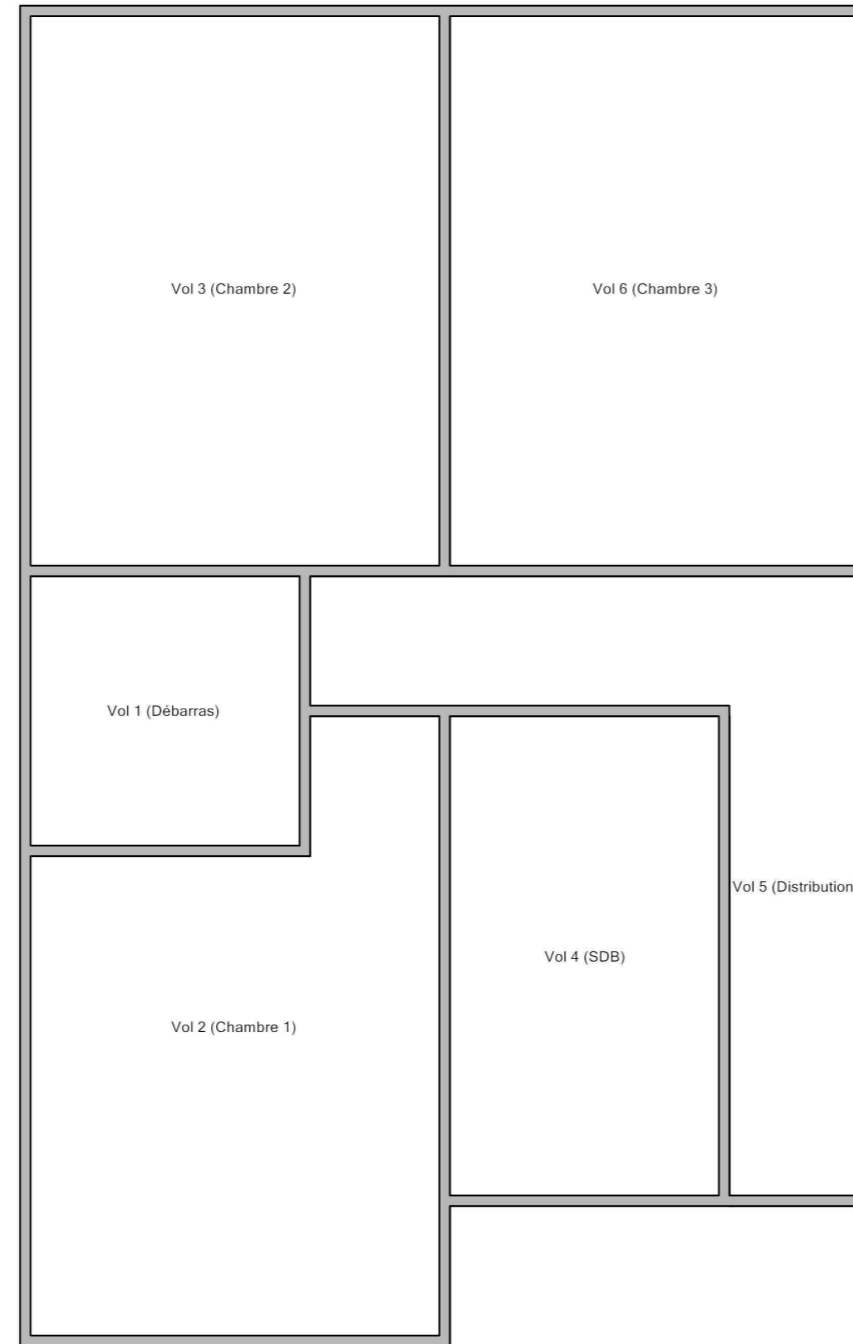 Vol 3 (Chambre 2)
Vol 6 (Chambre 3)
Vol 1 (Débarras)
Vol 5 (Distribution
Vol 4 (SDB)
Vol 2 (Chambre 1)